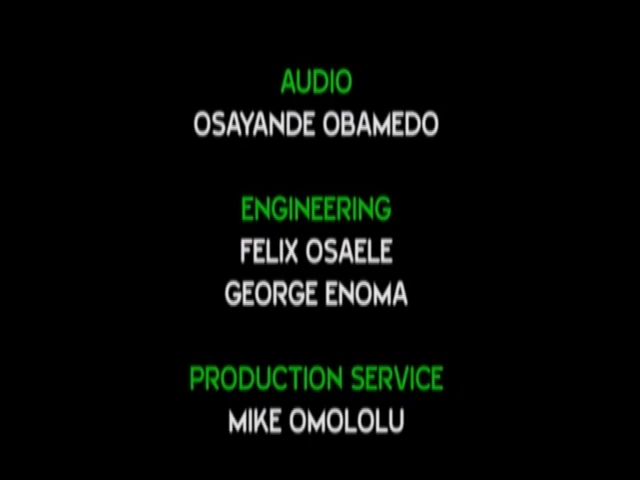 AUDIO
OSAYANDE OBAMEDO
ENGINEERING
FELIX OSAELE
GEORGE ENOMA
PRODUCTION SERVICE
MIKE OMOLOLU